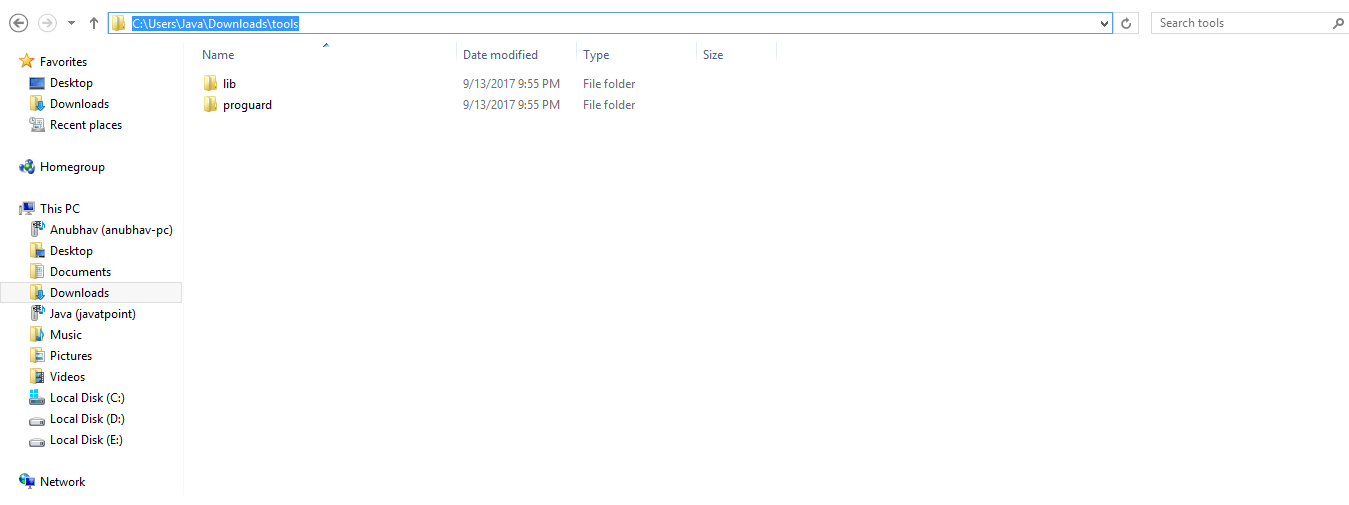 C:\Users\Java\Downloads\tools
Search tools
Name Date modified Type Size
lib 9/13/2017 9:55 PM File folder
proguard 9/13/2017 9:55 PM File folder
Favorites
Desktop
Downloads
Recent places
Homegroup
This PC
Anubhav (anubhav-pc)
Desktop
Documents
Downloads
Java (javatpoint)
Music
Pictures
Videos
Local Disk (C:)
Local Disk (D:)
Local Disk (E:)
Network